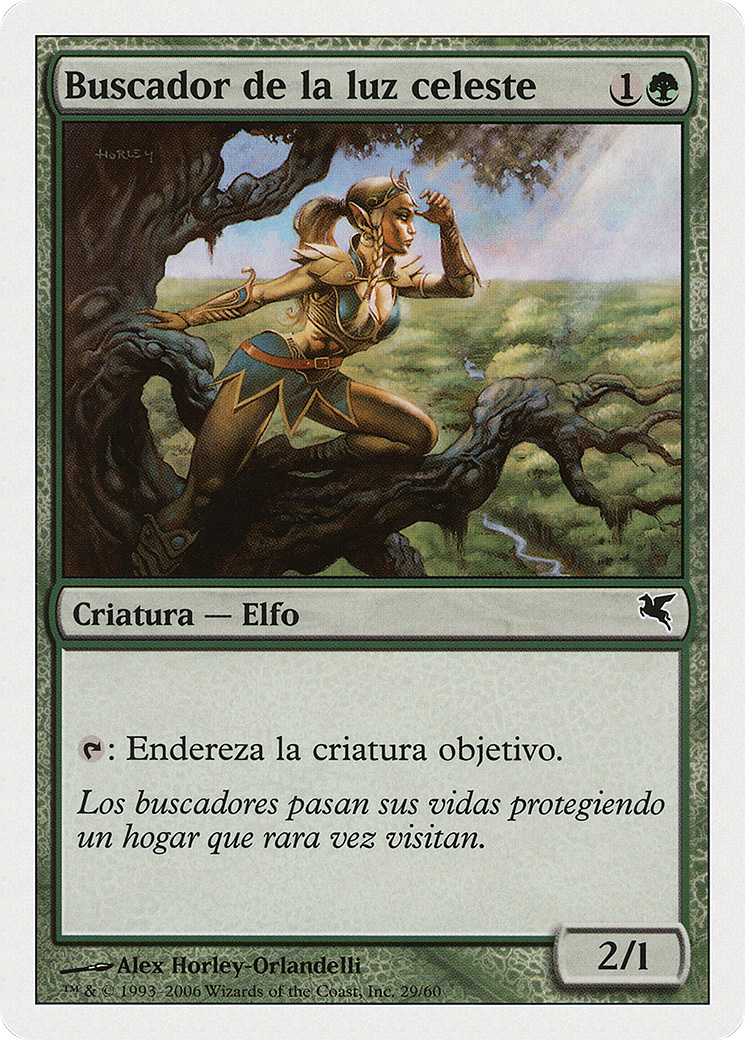 Buscador de la luz celeste 1
HORLEY
Criatura — Elfo
: Endereza la criatura objetivo.
Los buscadores pasan sus vidas protegiendo
un hogar que rara vez visitan.
2/1
Alex Horley-Orlandelli
™ & © 1993–2006 Wizards of the Coast, Inc. 29/60